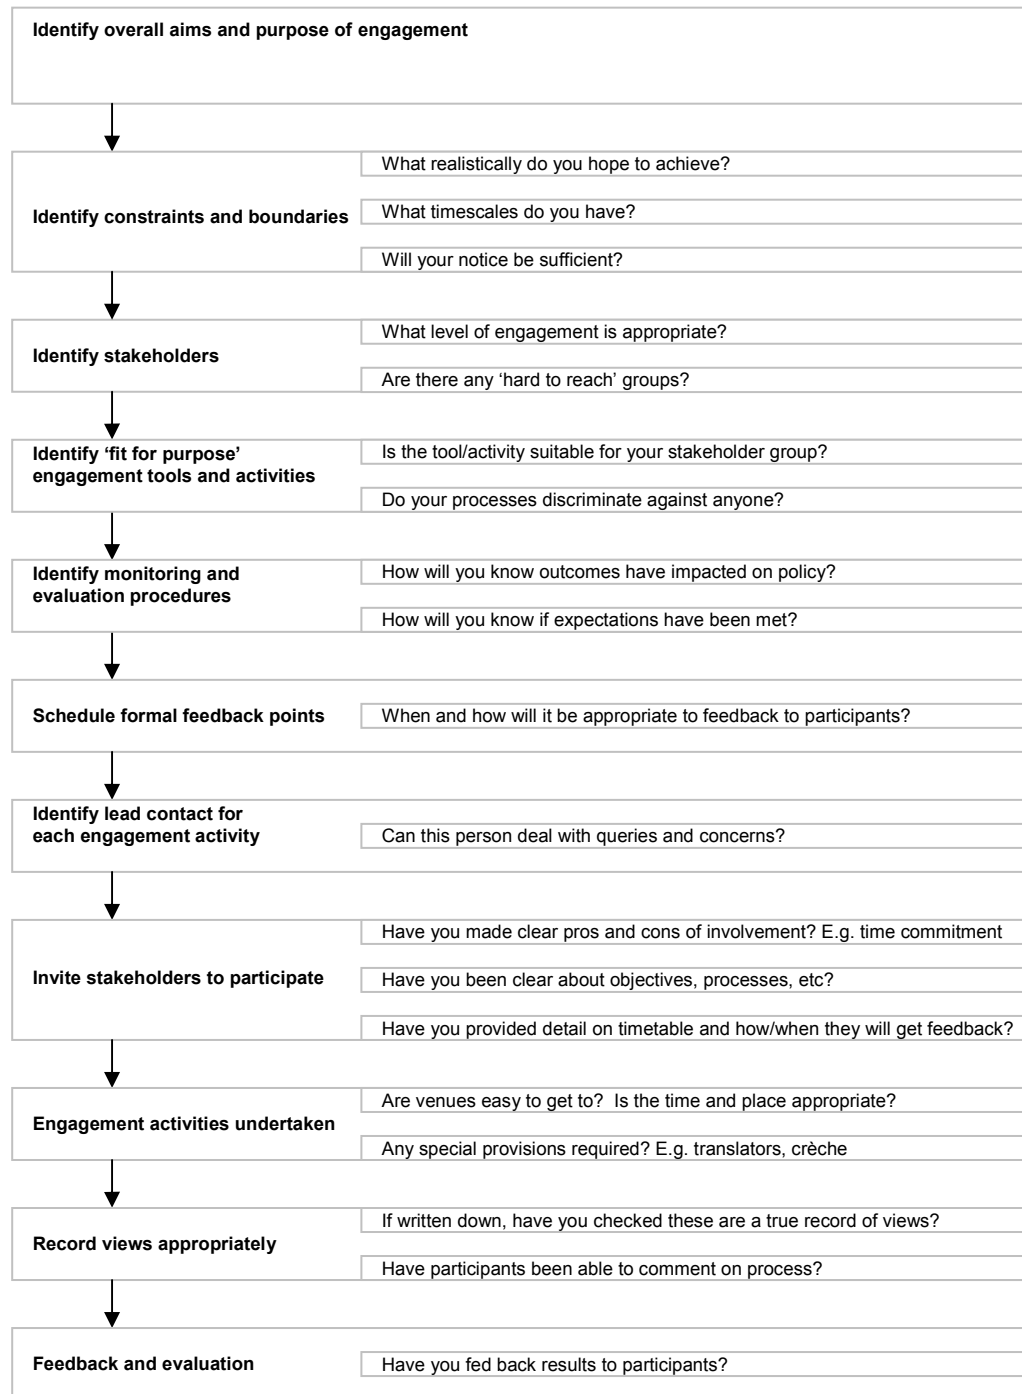 Identify overall aims and purpose of engagement
What realistically do you hope to achieve?
Identify constraints and boundaries
What timescales do you have?
Will your notice be sufficient?
What level of engagement is appropriate?
Identify stakeholders
Are there any ‘hard to reach’ groups?
Identify ‘fit for purpose’
engagement tools and activities
Is the tool/activity suitable for your stakeholder group?
Do your processes discriminate against anyone?
Identify monitoring and
evaluation procedures
How will you know outcomes have impacted on policy?
How will you know if expectations have been met?
Schedule formal feedback points
When and how will it be appropriate to feedback to participants?
Identify lead contact for
each engagement activity
Can this person deal with queries and concerns?
Have you made clear pros and cons of involvement? E.g. time commitment
Invite stakeholders to participate
Have you been clear about objectives, processes, etc?
Have you provided detail on timetable and how/when they will get feedback?
Are venues easy to get to?  Is the time and place appropriate?
Engagement activities undertaken
Any special provisions required? E.g. translators, crèche
If written down, have you checked these are a true record of views?
Record views appropriately
Have participants been able to comment on process?
Feedback and evaluation
Have you fed back results to participants?